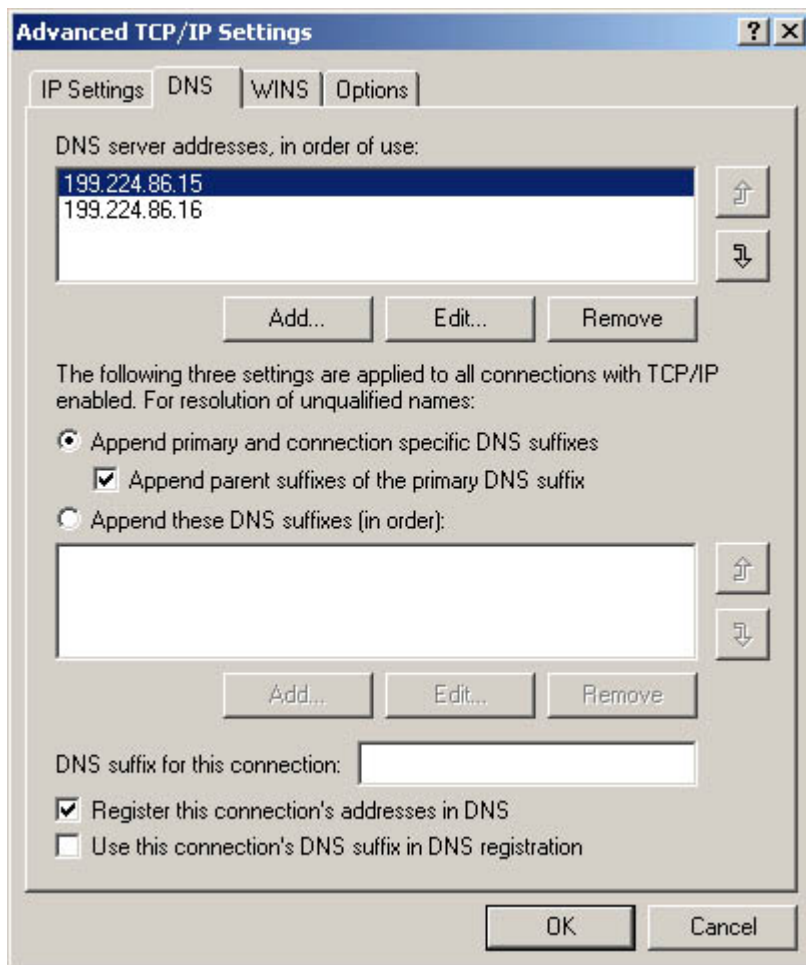 Advanced TCP/IP Settings
IP Settings DNS WINS Options
DNS server addresses, in order of use:
199.224.86.15
199.224.86.16
Add... Edit... Remove
The following three settings are applied to all connections with TCP/IP
enabled. For resolution of unqualified names:
Append primary and connection specific DNS suffixes
Append parent suffixes of the primary DNS suffix
Append these DNS suffixes (in order):
Add... Edit... Remove
DNS suffix for this connection:
Register this connection's addresses in DNS
Use this connection's DNS suffix in DNS registration
OK Cancel